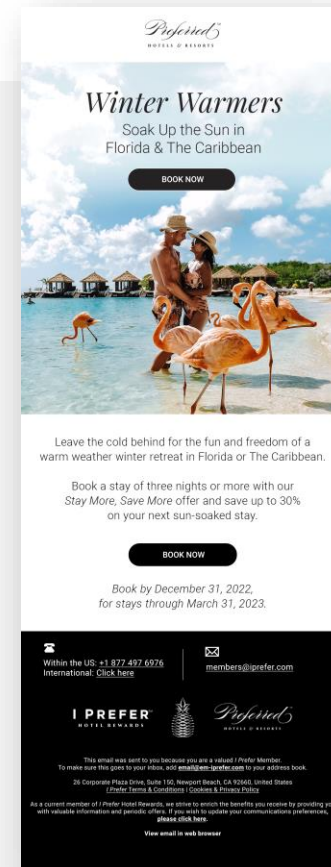 Preferred
HOTELS & RESORTS
Winter Warmers
Soak Up the Sun in
Florida & The Caribbean
BOOK NOW
Leave the cold behind for the fun and freedom of a
warm weather winter retreat in Florida or The Caribbean.
Book a stay of three nights or more with our
Stay More, Save More offer and save up to 30%
on your next sun-soaked stay.
BOOK NOW
Book by December 31, 2022,
for stays through March 31, 2023.
Within the US: +1 877 497 6976
International: Click here
members@iprefer.com
I PREFER
HOTEL REWARDS
Preferred
HOTELS & RESORTS
This email was sent to you because you are a valued I Prefer Member.
To make sure this goes to your inbox, add email@em-iprefer.com to your address book.
26 Corporate Plaza Drive, Suite 150, Newport Beach, CA 92660, United States
I Prefer Terms & Conditions | Cookies & Privacy Policy
As a current member of I Prefer Hotel Rewards, we strive to enrich the benefits you receive by providing
with valuable information and periodic offers. If you wish to update your communications preferences,
please click here.
View email in web browser